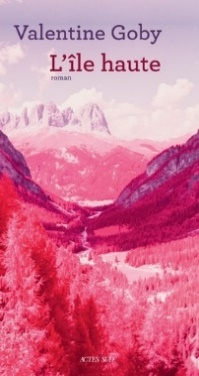 Valentine Goby
L'île haute
roman
ACTES SUD